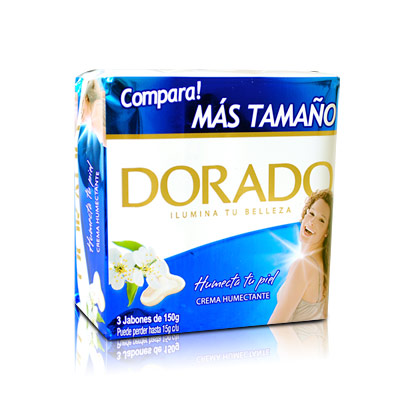 Compara!
MÁS TAMAÑO
DORADO
ILUMINA TU BELLEZA
Humecta tu piel
CREMA HUMECTANTE
3 Jabones de 150g
Puede perder hasta 15g c/u
Humecta tu piel
CREMA HUMECTANTE